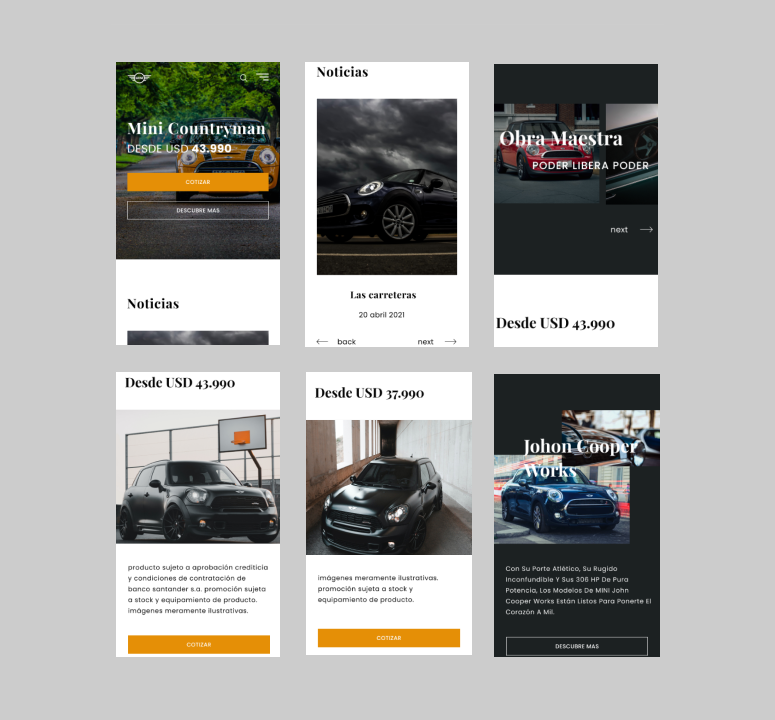 Mini Countryman
DESDE USD 43.990
COTIZAR
DESCUBRE MAS
Noticias
Noticias
Las carreteras
20 abril 2021
back
next
Obra Maestra
PODER LIBERA PODER
next
Desde USD 43.990
Desde USD 43.990
producto sujeto a aprobación crediticia
y condiciones de contratación de
banco santander s.a. promoción sujeta
a stock y equipamiento de producto.
imágenes meramente ilustrativas.
COTIZAR
Desde USD 37.990
imágenes meramente ilustrativas.
promoción sujeta a stock y
equipamiento de producto.
COTIZAR
Johon Cooper
Works
Con Su Porte Atlético, Su Rugido
Inconfundible Y Sus 306 HP De Pura
Potencia, Los Modelos De MINI John
Cooper Works Están Listos Para Ponerte El
Corazón A Mil.
DESCUBRE MAS